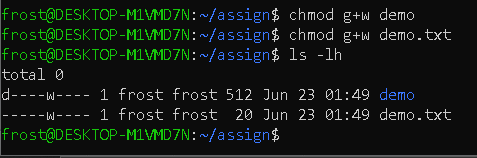 frost@DESKTOP-M1VMD7N:~/assign$ chmod g+w demo
frost@DESKTOP-M1VMD7N:~/assign$ chmod g+w demo.txt
frost@DESKTOP-M1VMD7N:~/assign$ ls -lh
total 0
d----w---- 1 frost frost 512 Jun 23 01:49 demo
-----w---- 1 frost frost  20 Jun 23 01:49 demo.txt
frost@DESKTOP-M1VMD7N:~/assign$